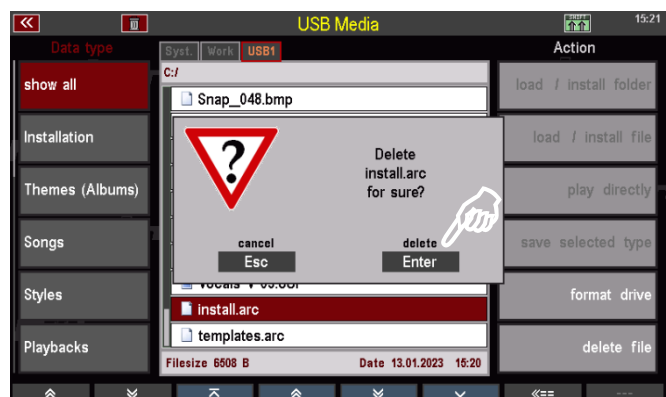 USB Media
SHIFT
15:21
Data type
Syst. Work USB1
Action
C:/
show all
load / install folder
Snap__048.bmp
Installation
load / install file
Delete
install.arc
for sure?
Themes (Albums)
play directly
Songs
cancel
delete
save selected type
Esc
Enter
Styles
install.arc
format drive
templates.arc
Playbacks
delete file
Filesize 6508 B
Date 13.01.2023 15:20
«==
---